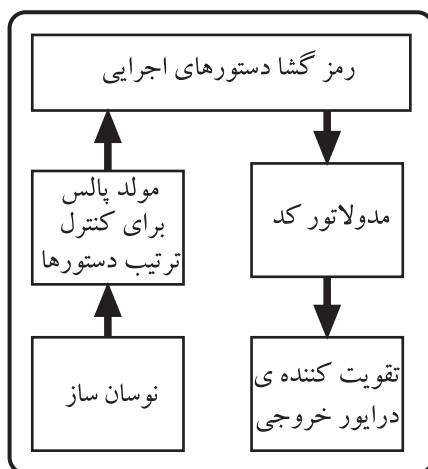 رمز گشا دستورهای اجرایی
مولد پالس
برای کنترل
ترتیب دستورها
مدولاتور کد
نوسان ساز
تقویت کننده ی
درایور خروجی